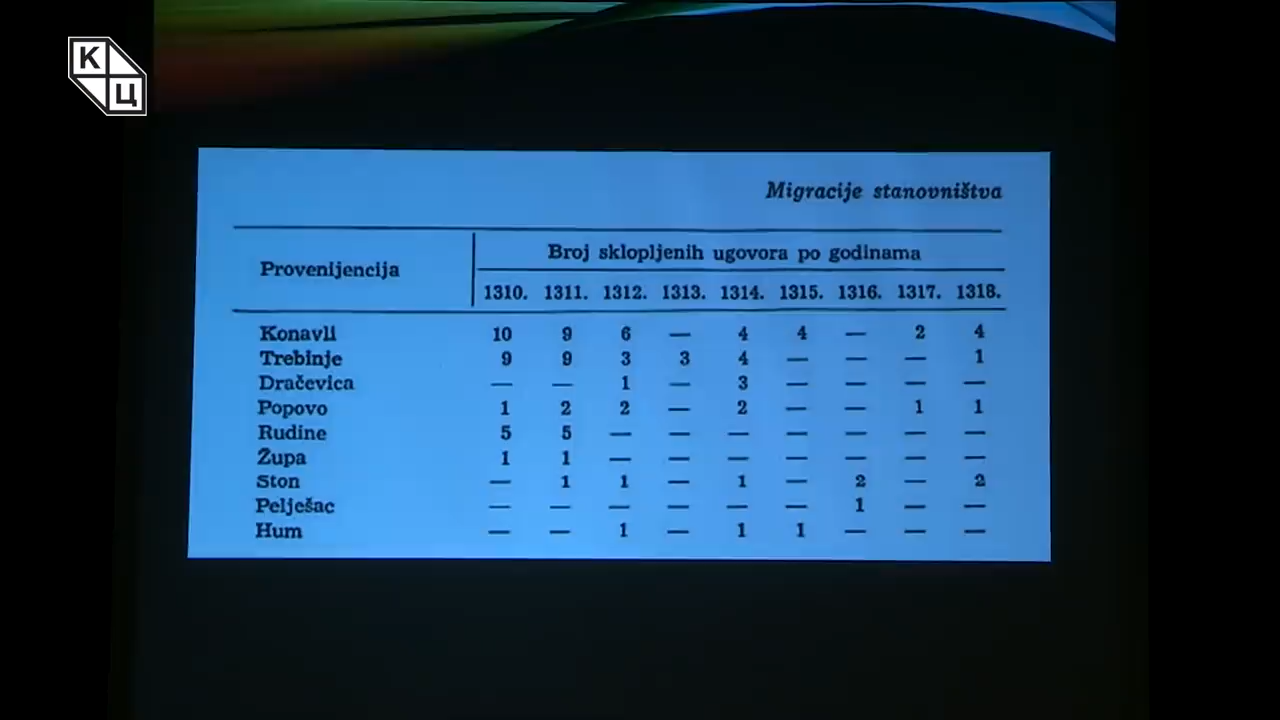 К
Ц
Migracije stanovništva
Provenijencija
Broj sklopljenih ugovora po godinama
1310. 1311. 1312. 1313. 1314. 1315. 1316. 1317. 1318.
Konavli 10 9 6 — 4 4 — 2 4
Trebinje 9 9 3 3 4 — — — 1
Dračevica — — 1 — 3 — — — —
Popovo 1 2 2 — 2 — — 1 1
Rudine 5 5 — — — — — — —
Župa 1 1 — — — — — — —
Ston — 1 1 — 1 — 2 — 2
Pelješac — — — — — — 1 — —
Hum — — 1 — 1 1 — — —